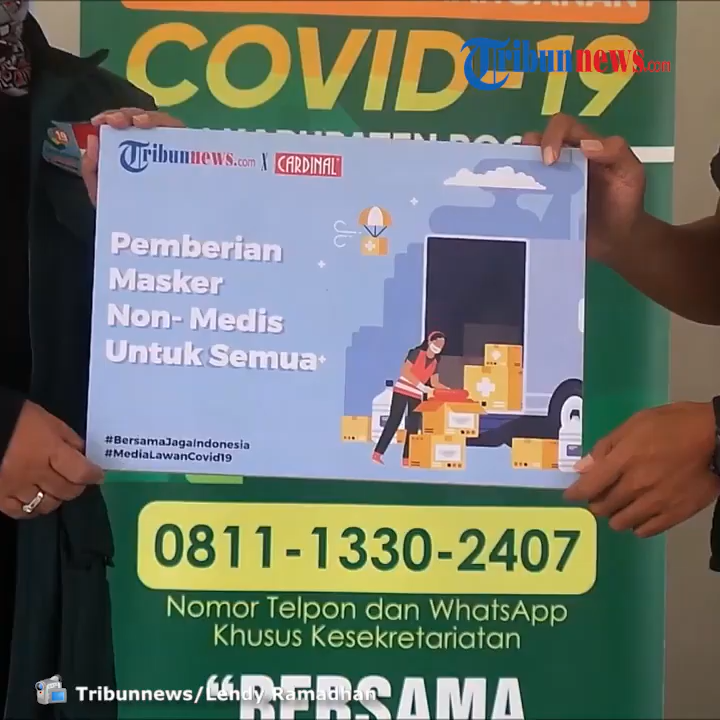 COVID-19
Tribunnews.com
Tribunnews.com X CARDINAL
Pemberian
Masker
Non- Medis
Untuk Semua
#BersamaJagaIndonesia
#MediaLawanCovid19
0811-1330-2407
Nomor Telpon dan WhatsApp
Khusus Kesekretariatan
"BERSAMA
Tribunnews/Lendy Ramadhan